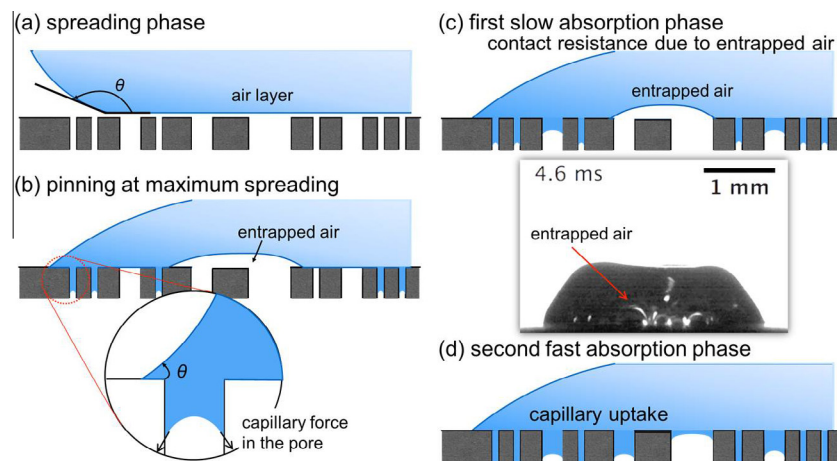 (a) spreading phase
θ
air layer
(b) pinning at maximum spreading
entrapped air
θ
capillary force
in the pore
(c) first slow absorption phase
contact resistance due to entrapped air
entrapped air
4.6 ms
1 mm
entrapped air
(d) second fast absorption phase
capillary uptake